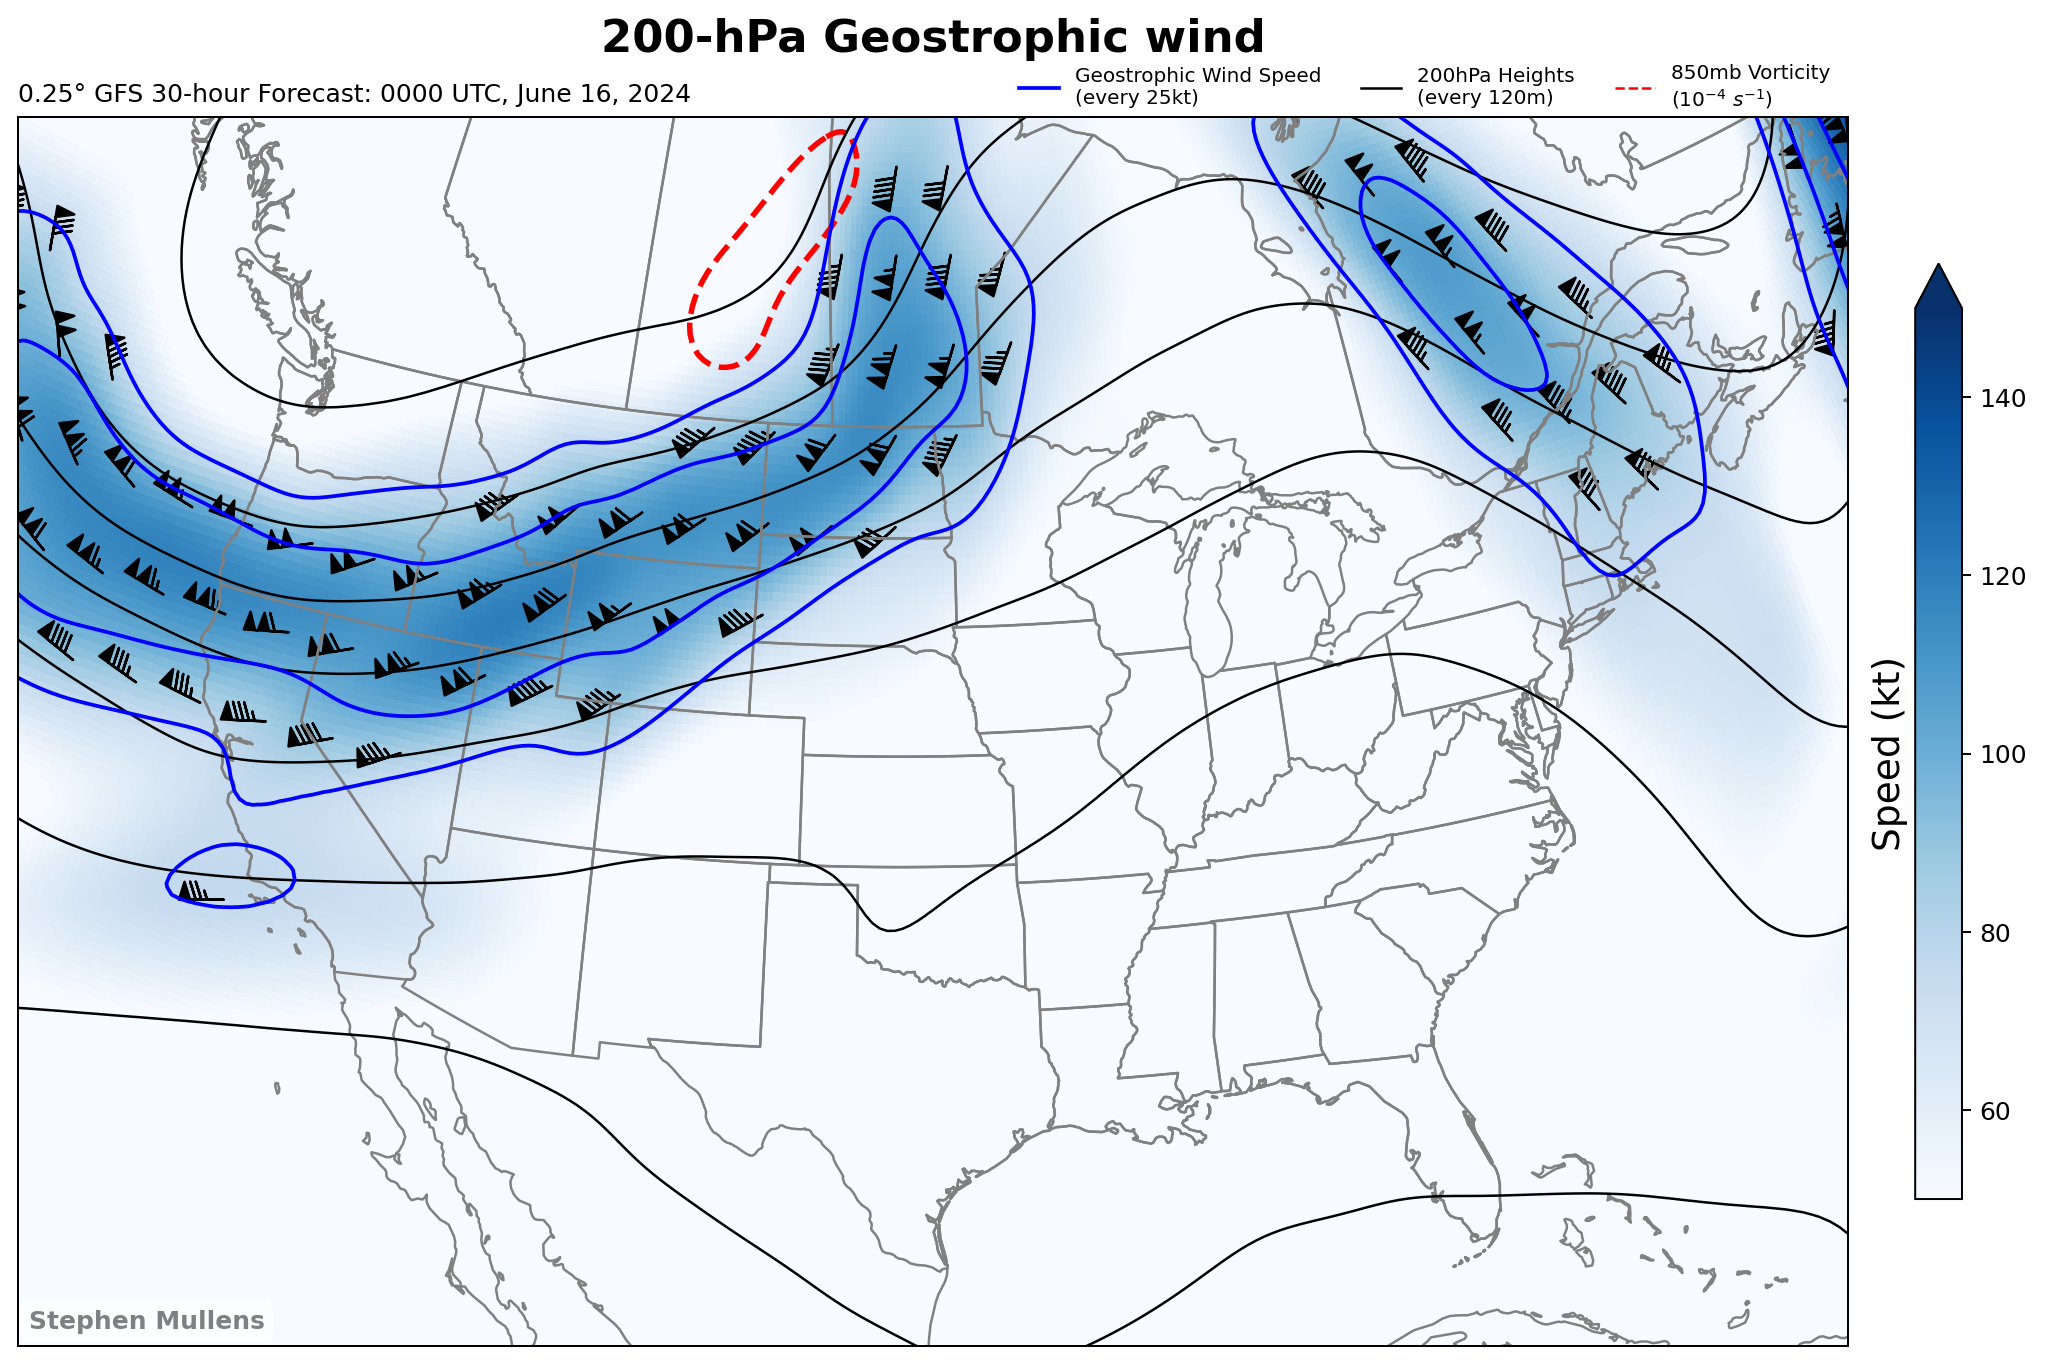 200-hPa Geostrophic wind
0.25° GFS 30-hour Forecast: 0000 UTC, June 16, 2024
Geostrophic Wind Speed
(every 25kt)
200hPa Heights
(every 120m)
850mb Vorticity
(10⁻⁴ s⁻¹)
140
120
100
80
60
Speed (kt)
Stephen Mullens